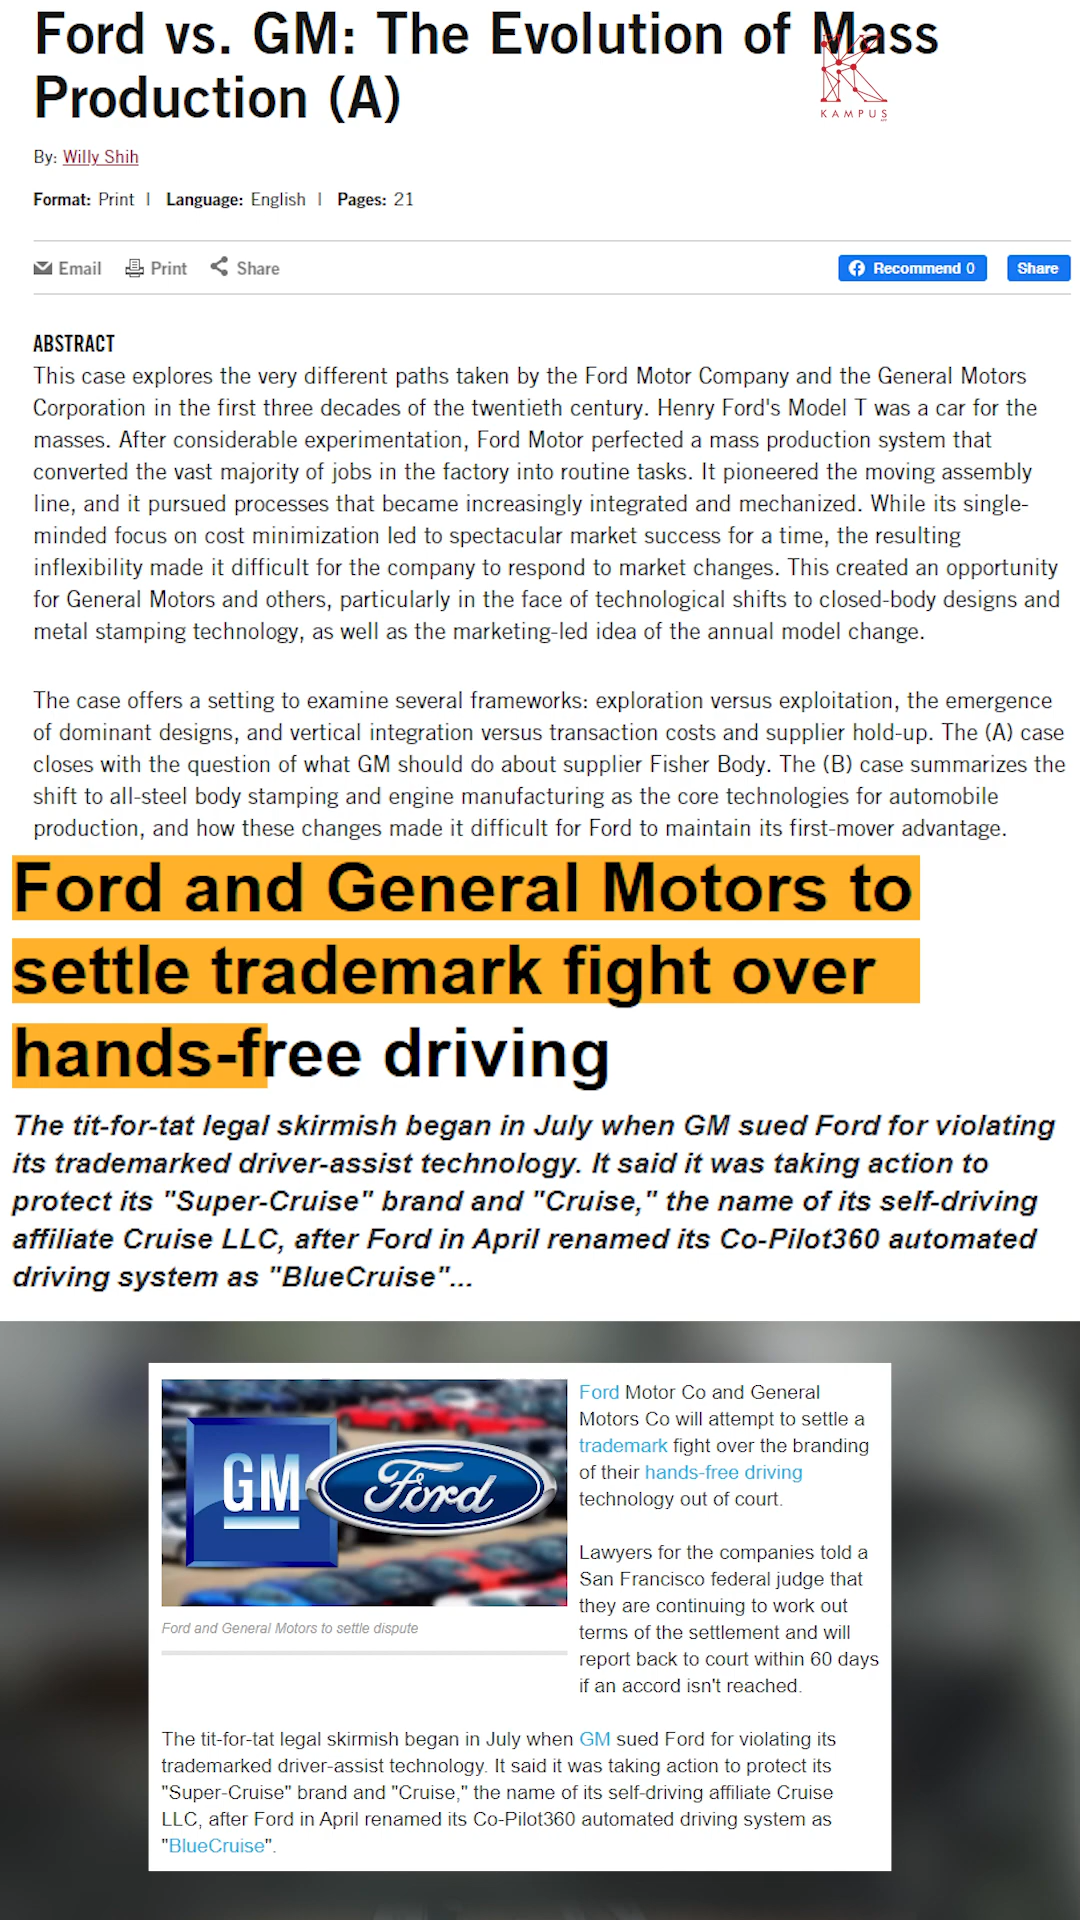 Ford vs. GM: The Evolution of Mass
Production (A)
KAMPUS
By: Willy Shih
Format: Print | Language: English | Pages: 21
Email Print Share
Recommend 0 Share
ABSTRACT
This case explores the very different paths taken by the Ford Motor Company and the General Motors
Corporation in the first three decades of the twentieth century. Henry Ford's Model T was a car for the
masses. After considerable experimentation, Ford Motor perfected a mass production system that
converted the vast majority of jobs in the factory into routine tasks. It pioneered the moving assembly
line, and it pursued processes that became increasingly integrated and mechanized. While its single-
minded focus on cost minimization led to spectacular market success for a time, the resulting
inflexibility made it difficult for the company to respond to market changes. This created an opportunity
for General Motors and others, particularly in the face of technological shifts to closed-body designs and
metal stamping technology, as well as the marketing-led idea of the annual model change.
The case offers a setting to examine several frameworks: exploration versus exploitation, the emergence
of dominant designs, and vertical integration versus transaction costs and supplier hold-up. The (A) case
closes with the question of what GM should do about supplier Fisher Body. The (B) case summarizes the
shift to all-steel body stamping and engine manufacturing as the core technologies for automobile
production, and how these changes made it difficult for Ford to maintain its first-mover advantage.
Ford and General Motors to
settle trademark fight over
hands-free driving
The tit-for-tat legal skirmish began in July when GM sued Ford for violating
its trademarked driver-assist technology. It said it was taking action to
protect its "Super-Cruise" brand and "Cruise," the name of its self-driving
affiliate Cruise LLC, after Ford in April renamed its Co-Pilot360 automated
driving system as "BlueCruise"...
GM
Ford
Ford and General Motors to settle dispute
Ford Motor Co and General
Motors Co will attempt to settle a
trademark fight over the branding
of their hands-free driving
technology out of court.
Lawyers for the companies told a
San Francisco federal judge that
they are continuing to work out
terms of the settlement and will
report back to court within 60 days
if an accord isn't reached.
The tit-for-tat legal skirmish began in July when GM sued Ford for violating its
trademarked driver-assist technology. It said it was taking action to protect its
"Super-Cruise" brand and "Cruise," the name of its self-driving affiliate Cruise
LLC, after Ford in April renamed its Co-Pilot360 automated driving system as
"BlueCruise".